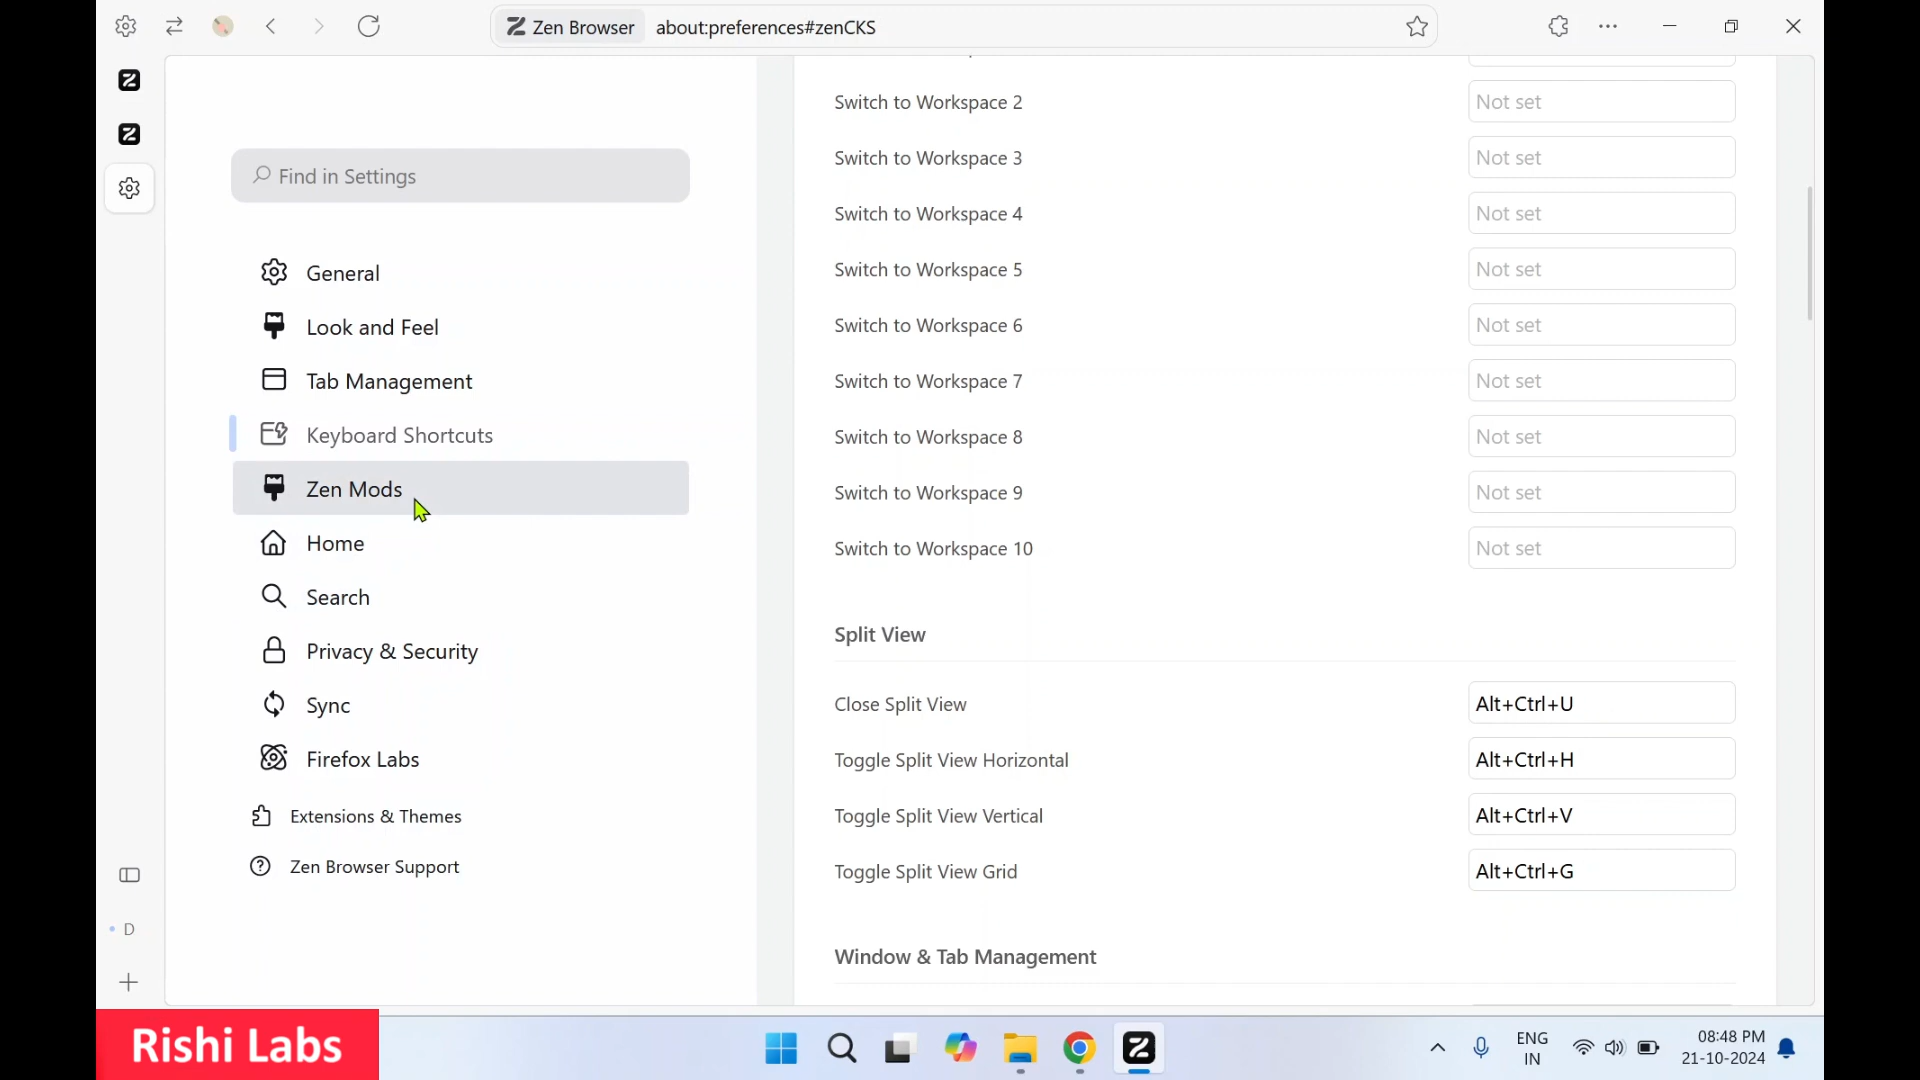 Zen Browser about:preferences#zenCKS
Find in Settings
General
Look and Feel
Tab Management
Keyboard Shortcuts
Zen Mods
Home
Search
Privacy & Security
Sync
Firefox Labs
Extensions & Themes
Zen Browser Support
D
Switch to Workspace 2 Not set
Switch to Workspace 3 Not set
Switch to Workspace 4 Not set
Switch to Workspace 5 Not set
Switch to Workspace 6 Not set
Switch to Workspace 7 Not set
Switch to Workspace 8 Not set
Switch to Workspace 9 Not set
Switch to Workspace 10 Not set
Split View
Close Split View Alt+Ctrl+U
Toggle Split View Horizontal Alt+Ctrl+H
Toggle Split View Vertical Alt+Ctrl+V
Toggle Split View Grid Alt+Ctrl+G
Window & Tab Management
Rishi Labs
ENG
IN
08:48 PM
21-10-2024